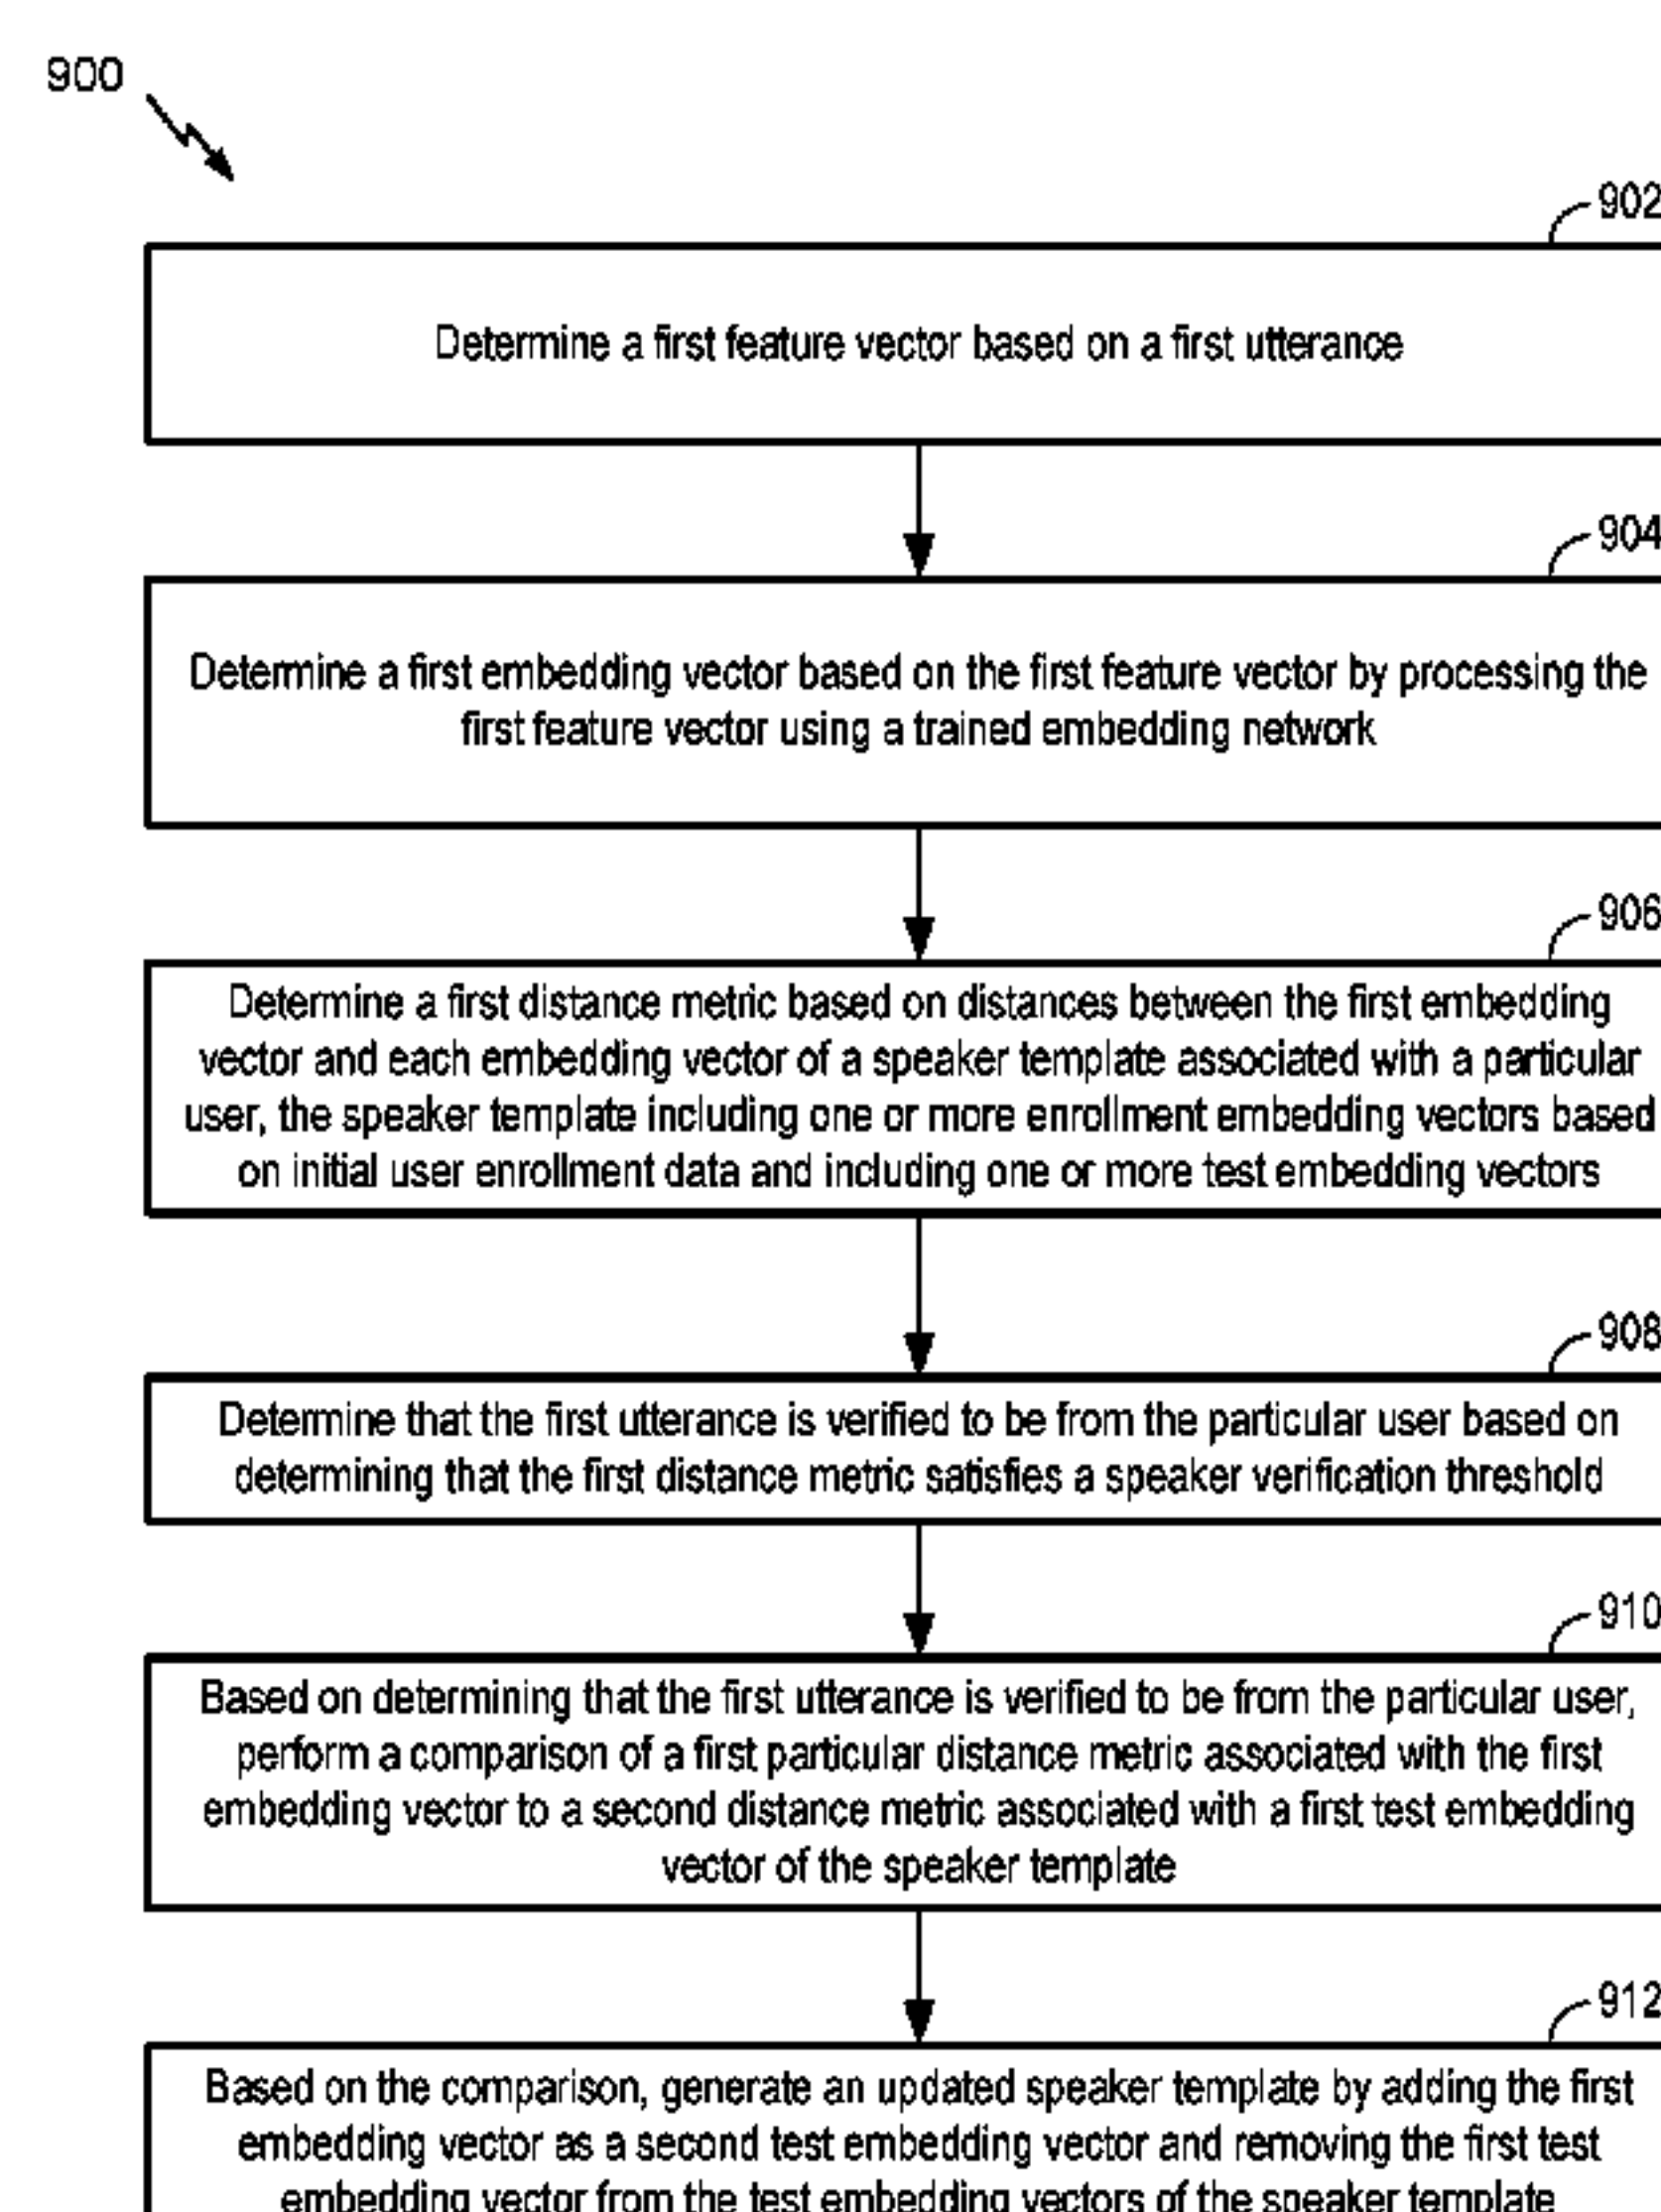 900
902
Determine a first feature vector based on a first utterance
904
Determine a first embedding vector based on the first feature vector by processing the
first feature vector using a trained embedding network
906
Determine a first distance metric based on distances between the first embedding
vector and each embedding vector of a speaker template associated with a particular
user, the speaker template including one or more enrollment embedding vectors based
on initial user enrollment data and including one or more test embedding vectors
908
Determine that the first utterance is verified to be from the particular user based on
determining that the first distance metric satisfies a speaker verification threshold
910
Based on determining that the first utterance is verified to be from the particular user,
perform a comparison of a first particular distance metric associated with the first
embedding vector to a second distance metric associated with a first test embedding
vector of the speaker template
912
Based on the comparison, generate an updated speaker template by adding the first
embedding vector as a second test embedding vector and removing the first test
embedding vector from the test embedding vectors of the speaker template